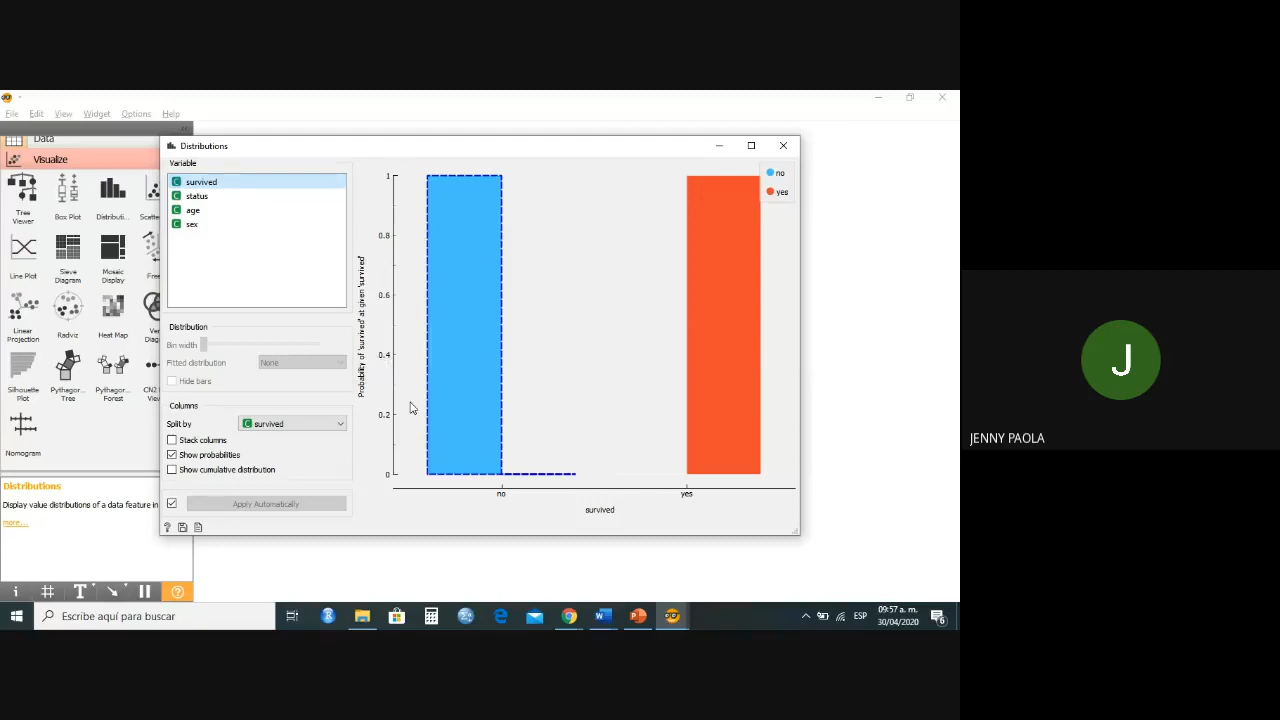 File Edit View Widget Options Help
Data
Visualize
Tree Viewer
Box Plot
Distributi...
Line Plot
Sieve Diagram
Mosaic Display
Linear Projection
Radviz
Heat Map
Silhouette Plot
Pythagor... Tree
Pythagor... Forest
Nomogram
Distributions
Display value distributions of a data feature in
more...
T
?
Distributions
Variable
C survived
C status
C age
C sex
Distribution
Bin width
Fitted distribution None
Hide bars
Columns
Split by C survived
Stack columns
Show probabilities
Show cumulative distribution
Apply Automatically
?
Probability of 'survived' at given 'survived'
1
0.8
0.6
0.4
0.2
0
no yes
survived
no
yes
Escribe aquí para buscar
ESP
09:57 a. m.
30/04/2020
6
J
JENNY PAOLA